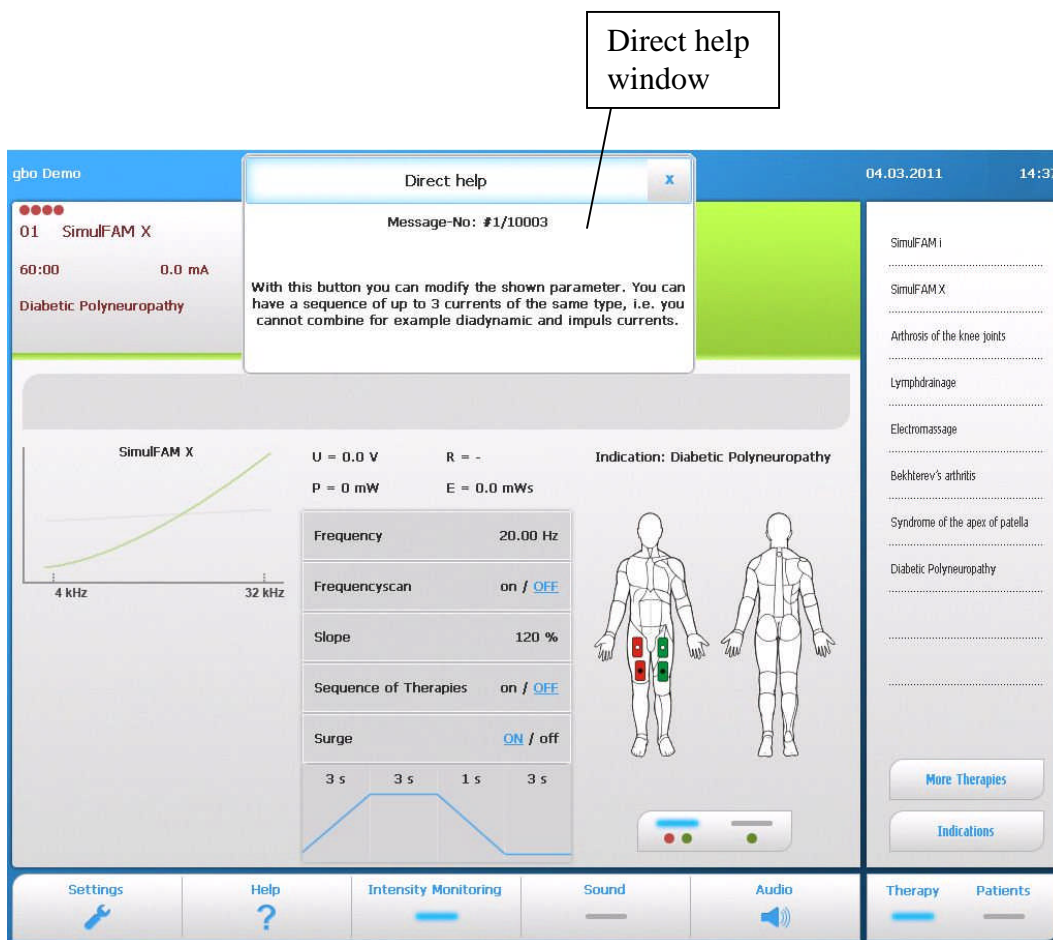 Direct help
window
gbo Demo
Direct help
x
04.03.2011 14:37
Message-No: #1/10003
With this button you can modify the shown parameter. You can
have a sequence of up to 3 currents of the same type, i.e. you
cannot combine for example diadynamic and impuls currents.
01 SimulFAM X
60:00 0.0 mA
Diabetic Polyneuropathy
SimulFAM X
4 kHz 32 kHz
U = 0.0 V R = -
P = 0 mW E = 0.0 mWs
Frequency 20.00 Hz
Frequencyscan on / OFF
Slope 120 %
Sequence of Therapies on / OFF
Surge ON / off
3 s 3 s 1 s 3 s
Indication: Diabetic Polyneuropathy
SimulFAM i
SimulFAM X
Arthrosis of the knee joints
Lymphdrainage
Electromassage
Bekhterev's arthritis
Syndrome of the apex of patella
Diabetic Polyneuropathy
More Therapies
Indications
Settings Help Intensity Monitoring Sound Audio Therapy Patients
?